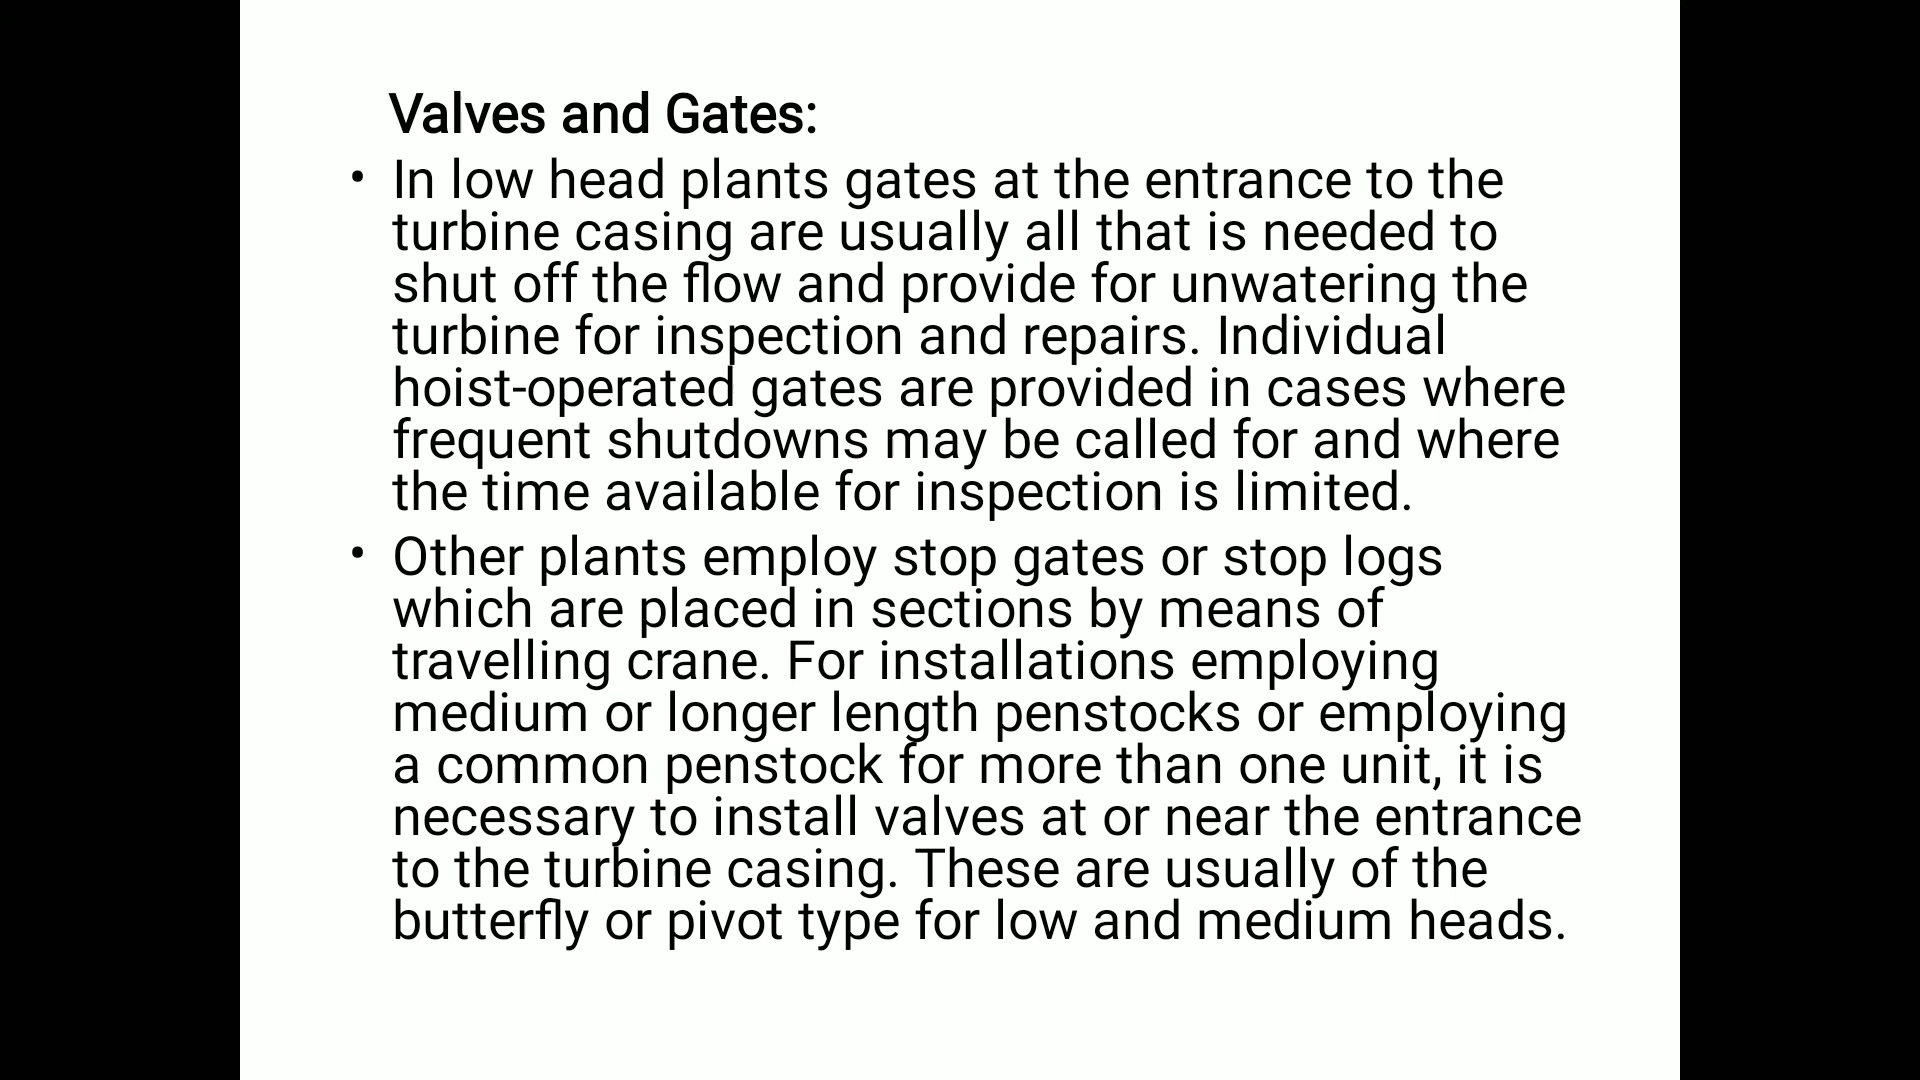 Valves and Gates:
• In low head plants gates at the entrance to the
turbine casing are usually all that is needed to
shut off the flow and provide for unwatering the
turbine for inspection and repairs. Individual
hoist-operated gates are provided in cases where
frequent shutdowns may be called for and where
the time available for inspection is limited.
• Other plants employ stop gates or stop logs
which are placed in sections by means of
travelling crane. For installations employing
medium or longer length penstocks or employing
a common penstock for more than one unit, it is
necessary to install valves at or near the entrance
to the turbine casing. These are usually of the
butterfly or pivot type for low and medium heads.